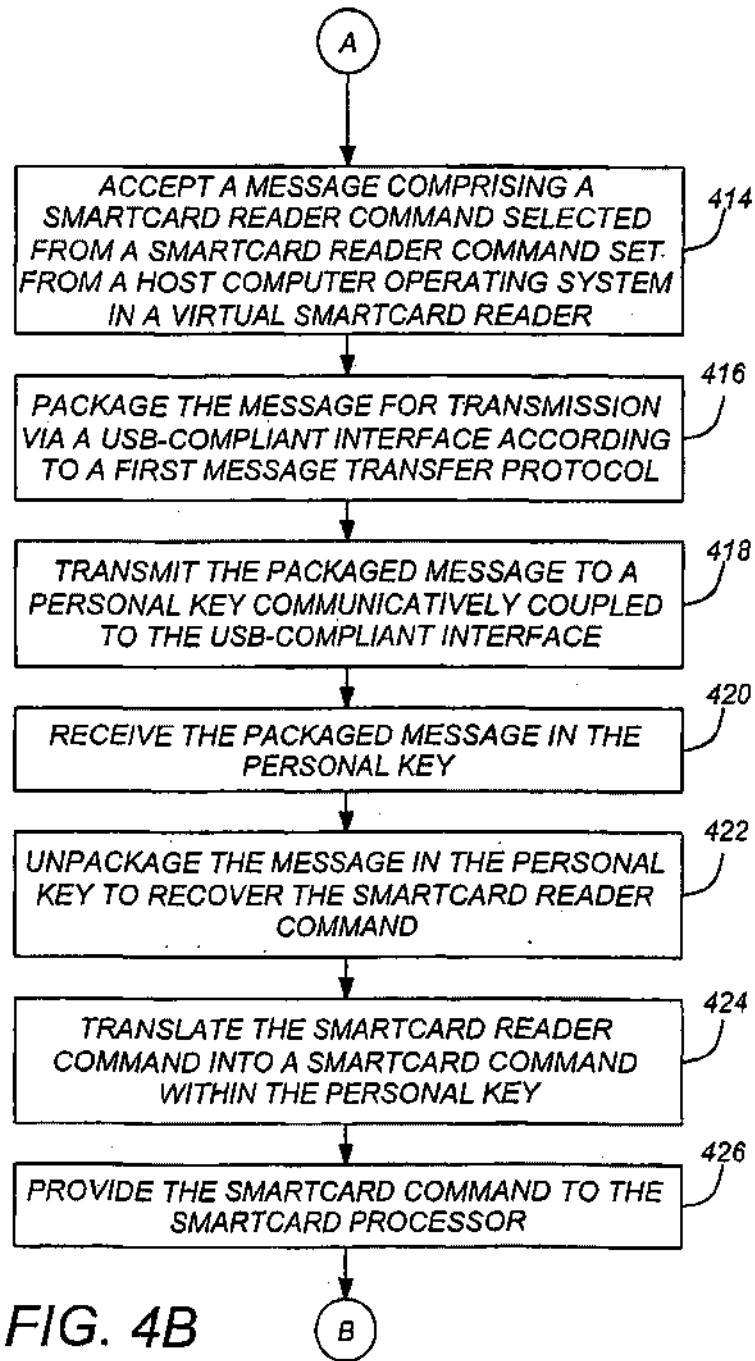 A
ACCEPT A MESSAGE COMPRISING A
SMARTCARD READER COMMAND SELECTED
FROM A SMARTCARD READER COMMAND SET
FROM A HOST COMPUTER OPERATING SYSTEM
IN A VIRTUAL SMARTCARD READER
414
PACKAGE THE MESSAGE FOR TRANSMISSION
VIA A USB-COMPLIANT INTERFACE ACCORDING
TO A FIRST MESSAGE TRANSFER PROTOCOL
416
TRANSMIT THE PACKAGED MESSAGE TO A
PERSONAL KEY COMMUNICATIVELY COUPLED
TO THE USB-COMPLIANT INTERFACE
418
RECEIVE THE PACKAGED MESSAGE IN THE
PERSONAL KEY
420
UNPACKAGE THE MESSAGE IN THE PERSONAL
KEY TO RECOVER THE SMARTCARD READER
COMMAND
422
TRANSLATE THE SMARTCARD READER
COMMAND INTO A SMARTCARD COMMAND
WITHIN THE PERSONAL KEY
424
PROVIDE THE SMARTCARD COMMAND TO THE
SMARTCARD PROCESSOR
426
B
FIG. 4B